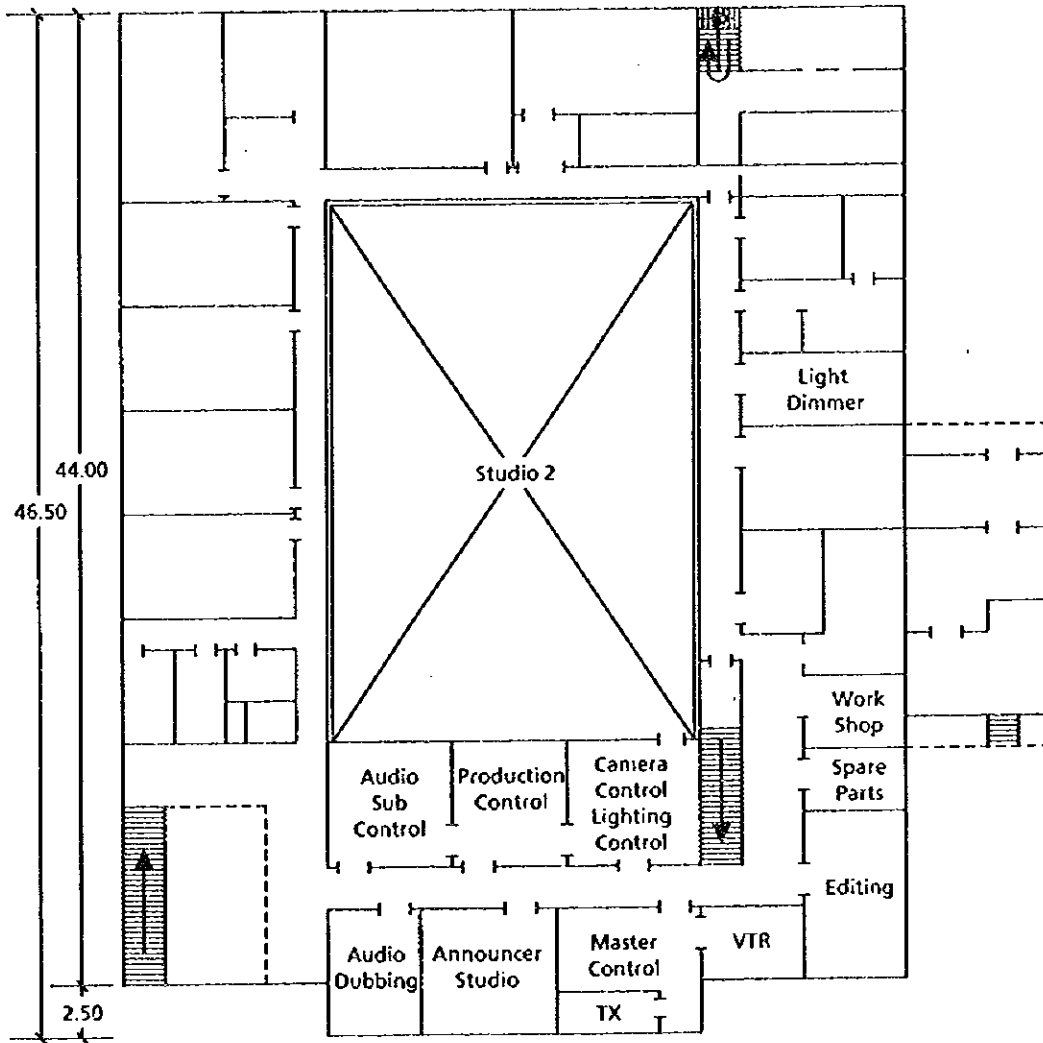 Light
Dimmer
44.00
Studio 2
46.50
Work
Shop
Audio
Sub
Control
Production
Control
Camera
Control
Lighting
Control
Spare
Parts
Editing
Audio
Dubbing
Announcer
Studio
Master
Control
VTR
TX
2.50